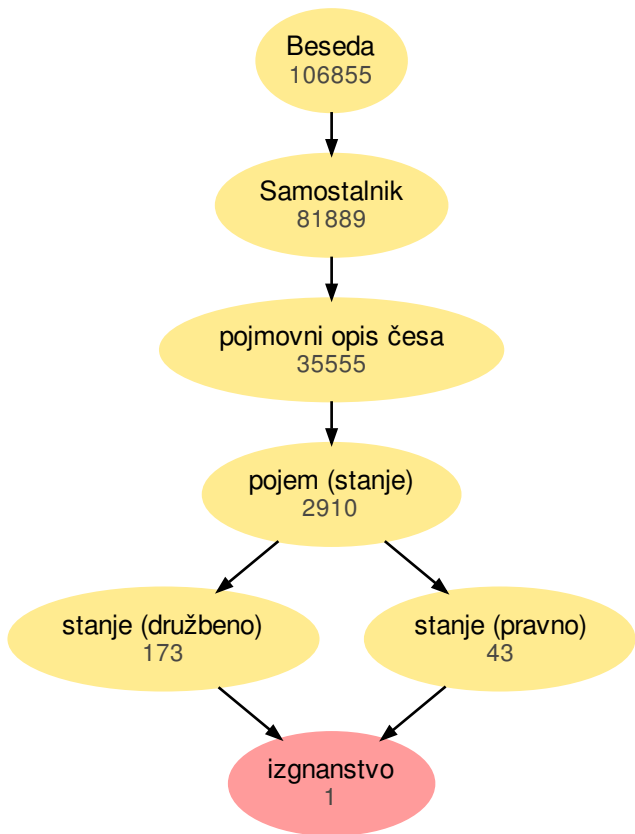 Beseda
106855
Samostalnik
81889
pojmovni opis česa
35555
pojem (stanje)
2910
stanje (družbeno)
173
stanje (pravno)
43
izgnanstvo
1